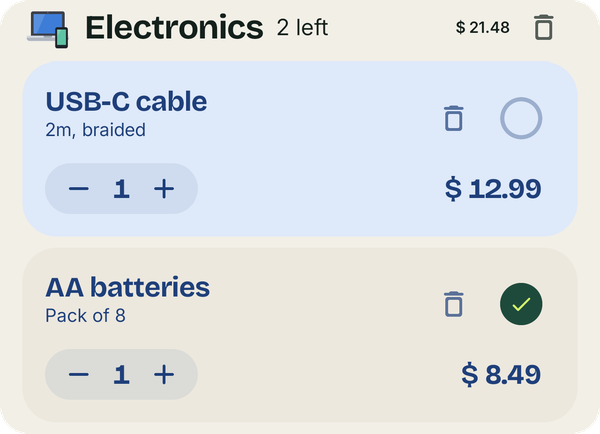 Electronics 2 left $ 21.48
USB-C cable
2m, braided
− 1 + $ 12.99
AA batteries
Pack of 8
− 1 + $ 8.49